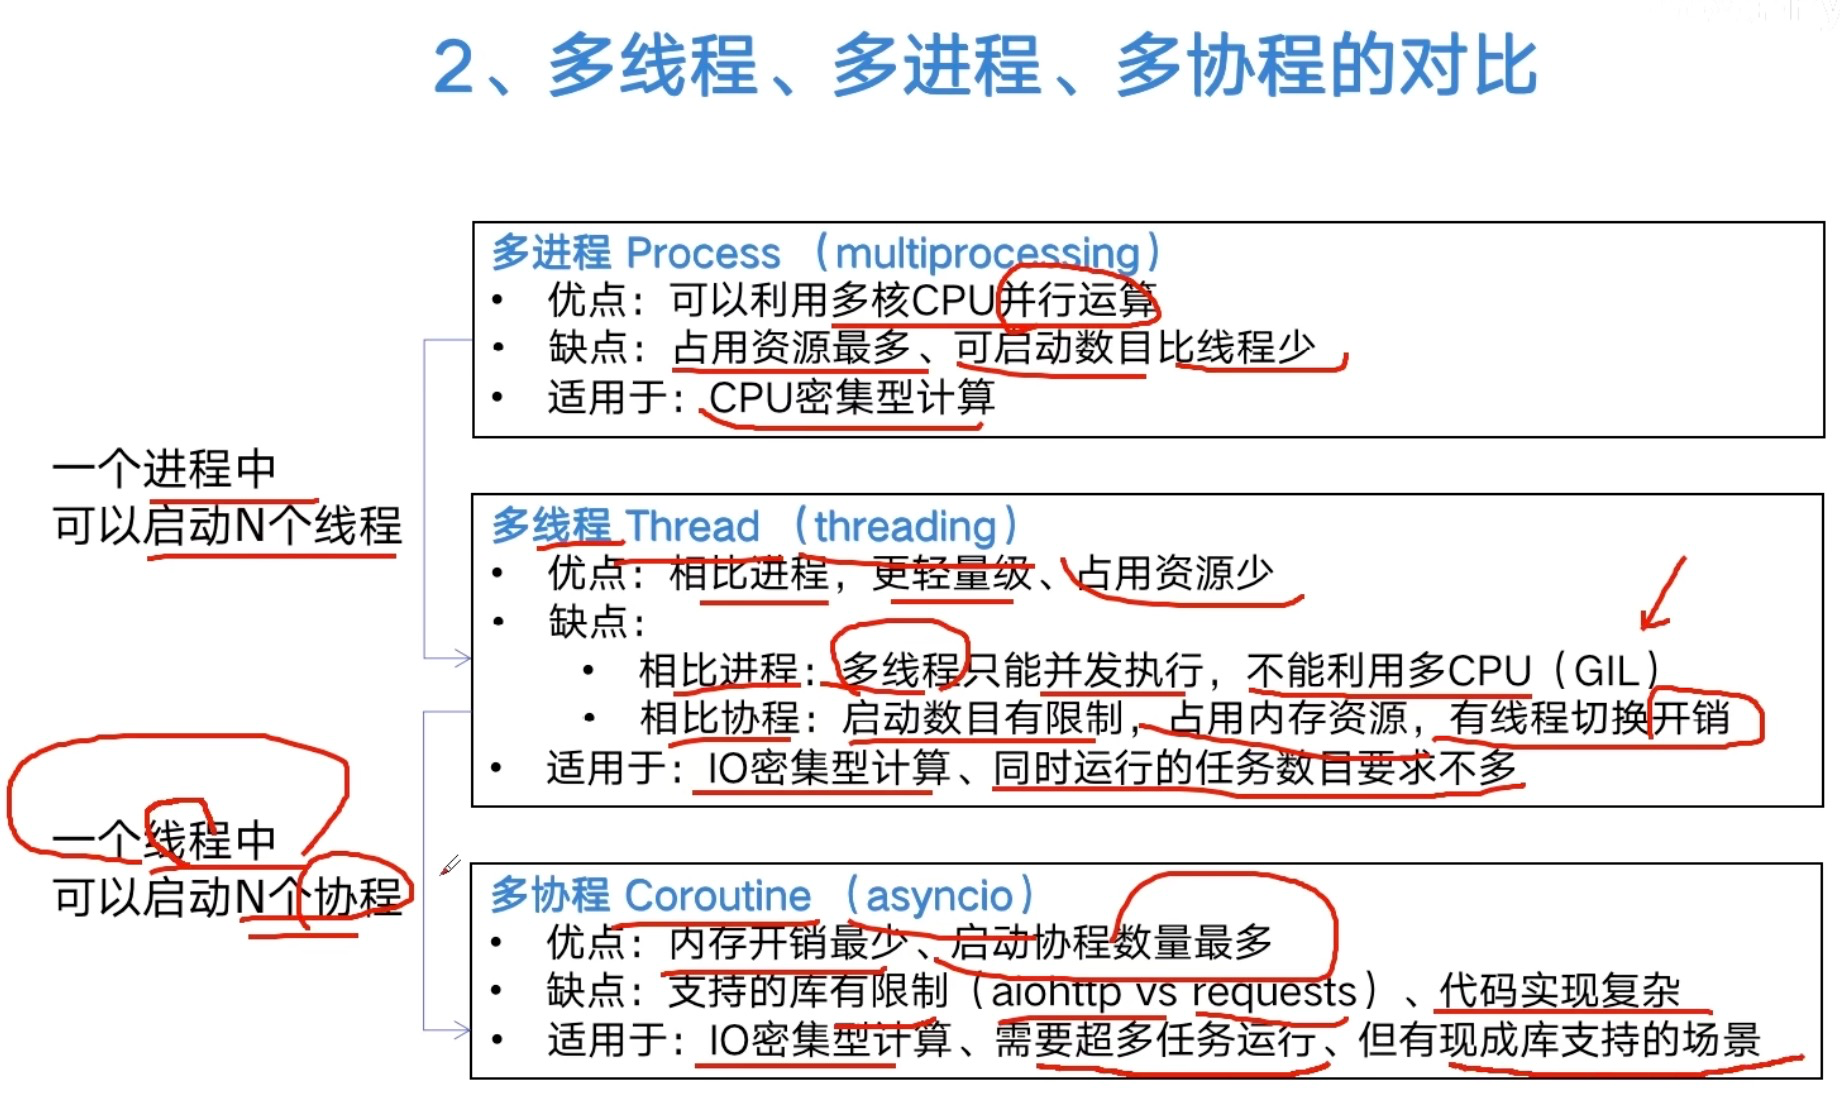 2、多线程、多进程、多协程的对比
一个进程中
可以启动N个线程
一个线程中
可以启动N个协程
多进程 Process （multiprocessing）
• 优点：可以利用多核CPU并行运算
• 缺点：占用资源最多、可启动数目比线程少
• 适用于：CPU密集型计算
多线程 Thread （threading）
• 优点：相比进程，更轻量级、占用资源少
• 缺点：
• 相比进程：多线程只能并发执行，不能利用多CPU（GIL）
• 相比协程：启动数目有限制，占用内存资源，有线程切换开销
• 适用于：IO密集型计算、同时运行的任务数目要求不多
多协程 Coroutine （asyncio）
• 优点：内存开销最少、启动协程数量最多
• 缺点：支持的库有限制（aiohttp vs requests）、代码实现复杂
• 适用于：IO密集型计算、需要超多任务运行、但有现成库支持的场景